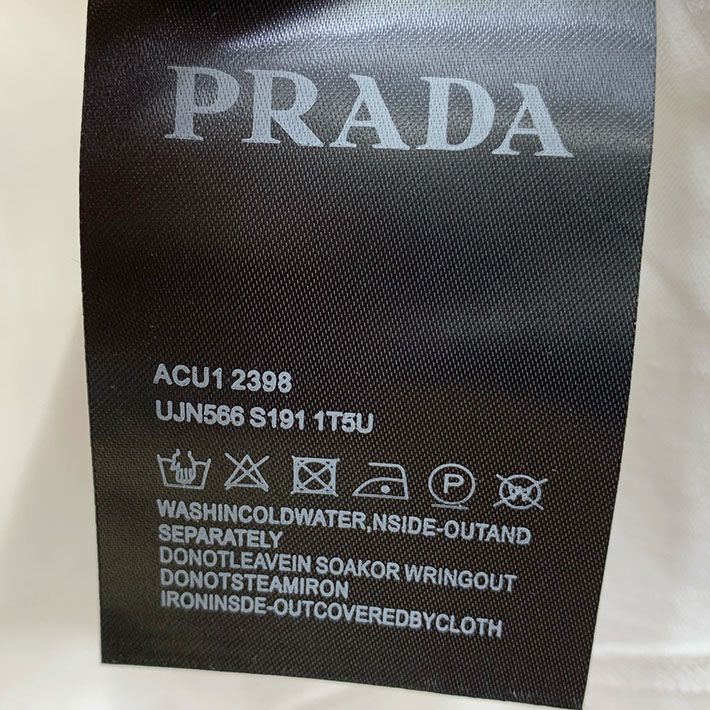 PRADA
ACU1 2398
UJN566 S191 1T5U
P W
WASHINCOLDWATER,NSIDE-OUTAND
SEPARATELY
DONOTLEAVEIN SOAKOR WRINGOUT
DONOTSTEAMIRON
IRONINSDE-OUTCOVEREDBYCLOTH